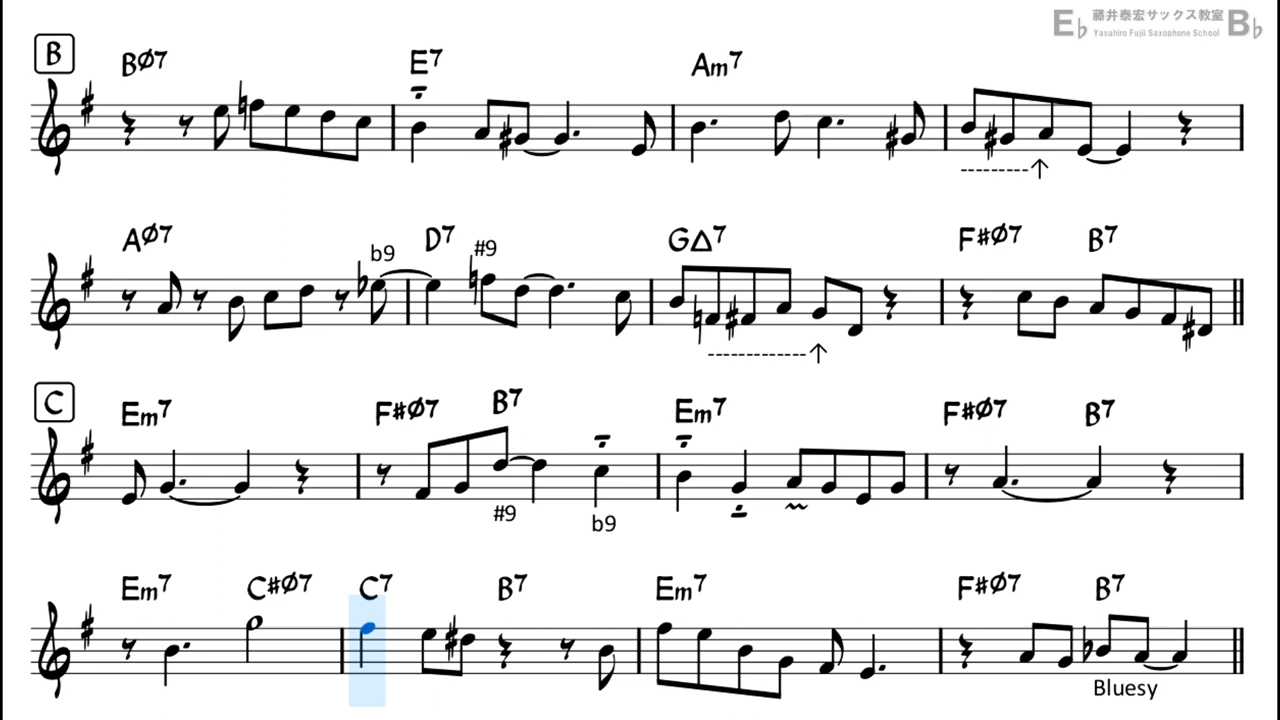 E♭ 藤井泰宏サックス教室 B♭
Yasuhiro Fujii Saxophone School
B
BØ7 E7 Am7
AØ7 b9 D7 #9 G△7 F#Ø7 B7
C
Em7 F#Ø7 B7 Em7 F#Ø7 B7
#9 b9
Em7 C#Ø7 C7 B7 Em7 F#Ø7 B7
Bluesy